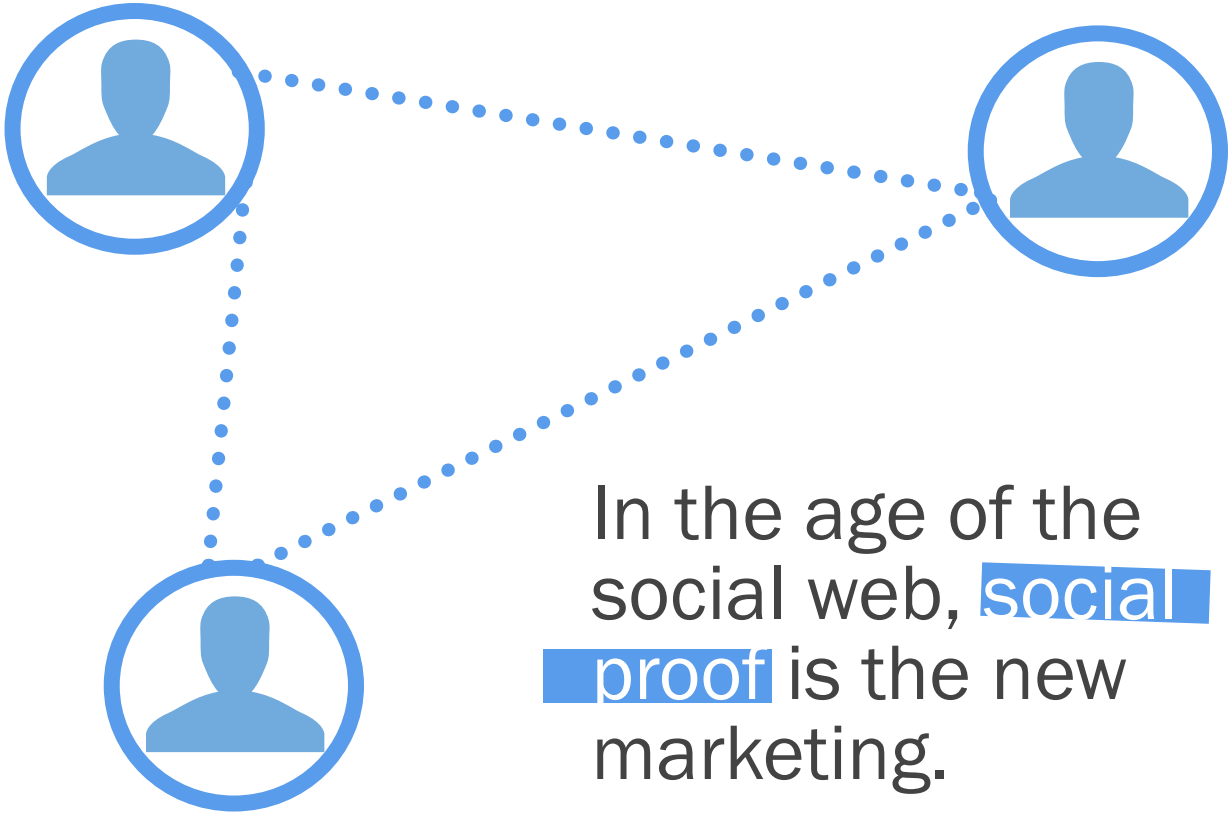 In the age of the
social web, social
proof is the new
marketing.